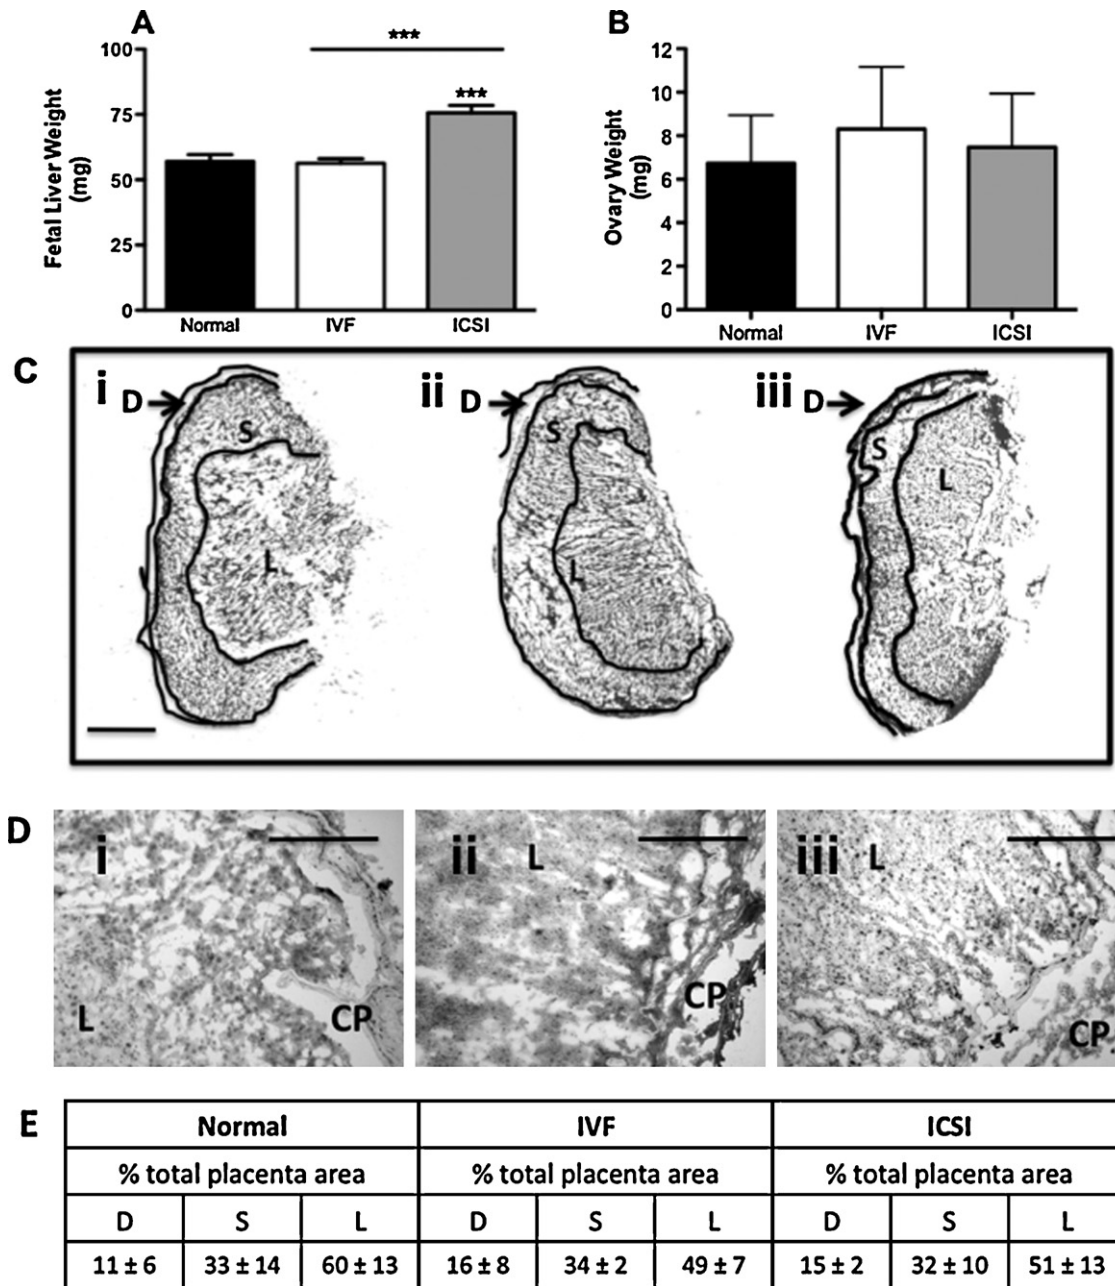 A
***
***
Fetal Liver Weight
(mg)
100
75
50
25
0
Normal IVF ICSI
B
Ovary Weight
(mg)
12
10
8
6
4
2
0
Normal IVF ICSI
C
i D S L
ii D S L
iii D S L
D
i L CP
ii L CP
iii L CP
E
Normal IVF ICSI
% total placenta area % total placenta area % total placenta area
D S L D S L D S L
11 ± 6 33 ± 14 60 ± 13 16 ± 8 34 ± 2 49 ± 7 15 ± 2 32 ± 10 51 ± 13